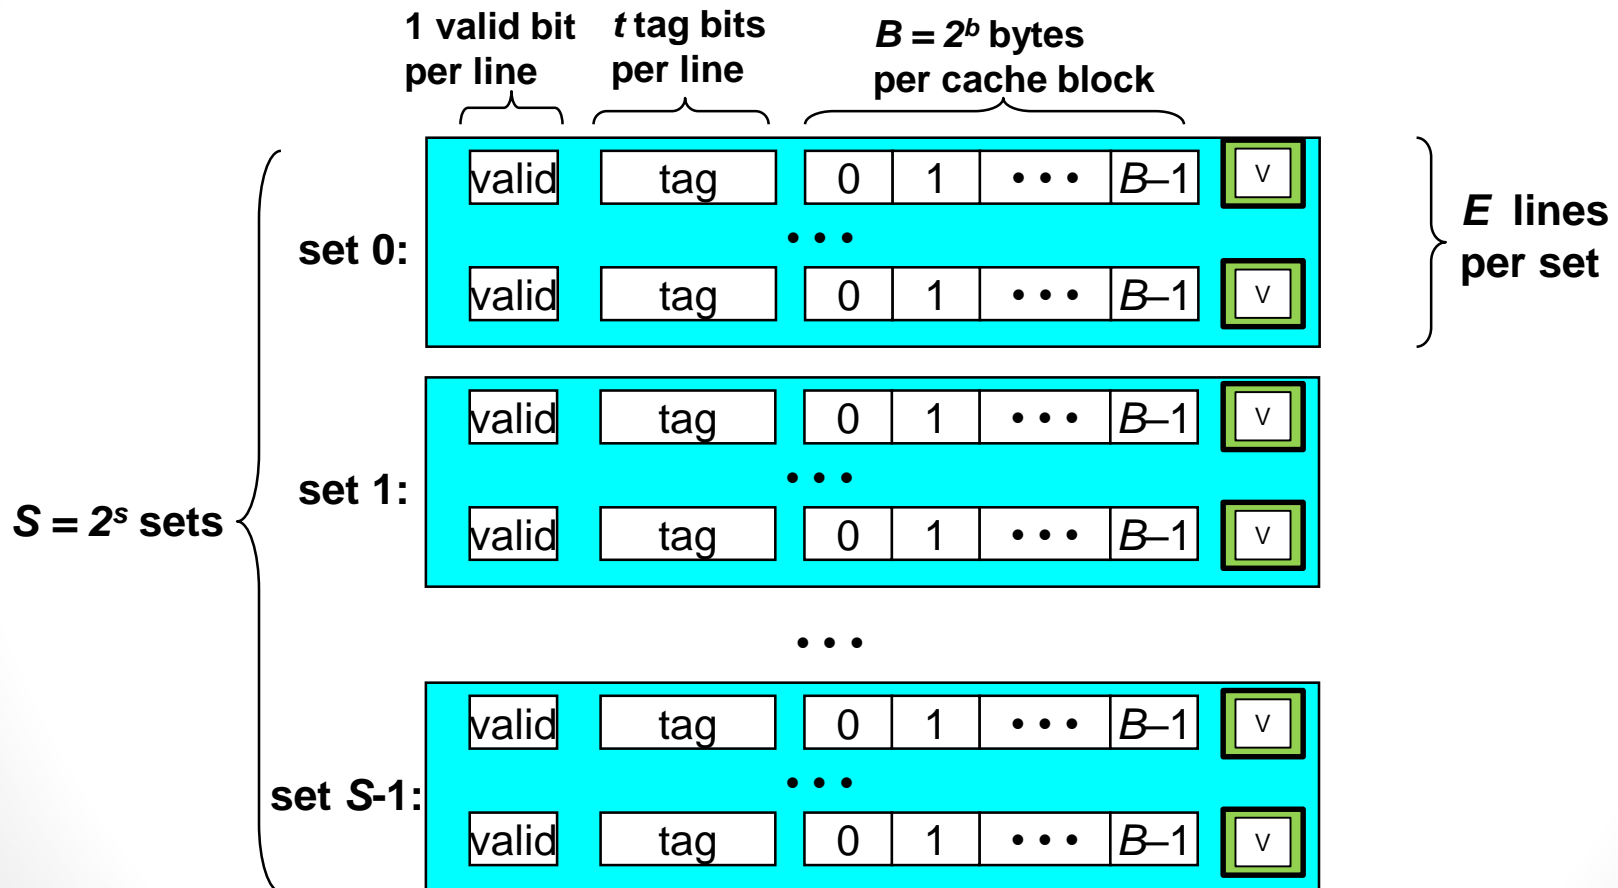 1 valid bit
per line
t tag bits
per line
B = 2ᵇ bytes
per cache block
valid tag 0 1 • • • B–1 V
• • •
set 0:
valid tag 0 1 • • • B–1 V
E lines
per set
valid tag 0 1 • • • B–1 V
• • •
set 1:
valid tag 0 1 • • • B–1 V
S = 2ˢ sets
• • •
valid tag 0 1 • • • B–1 V
• • •
set S-1:
valid tag 0 1 • • • B–1 V